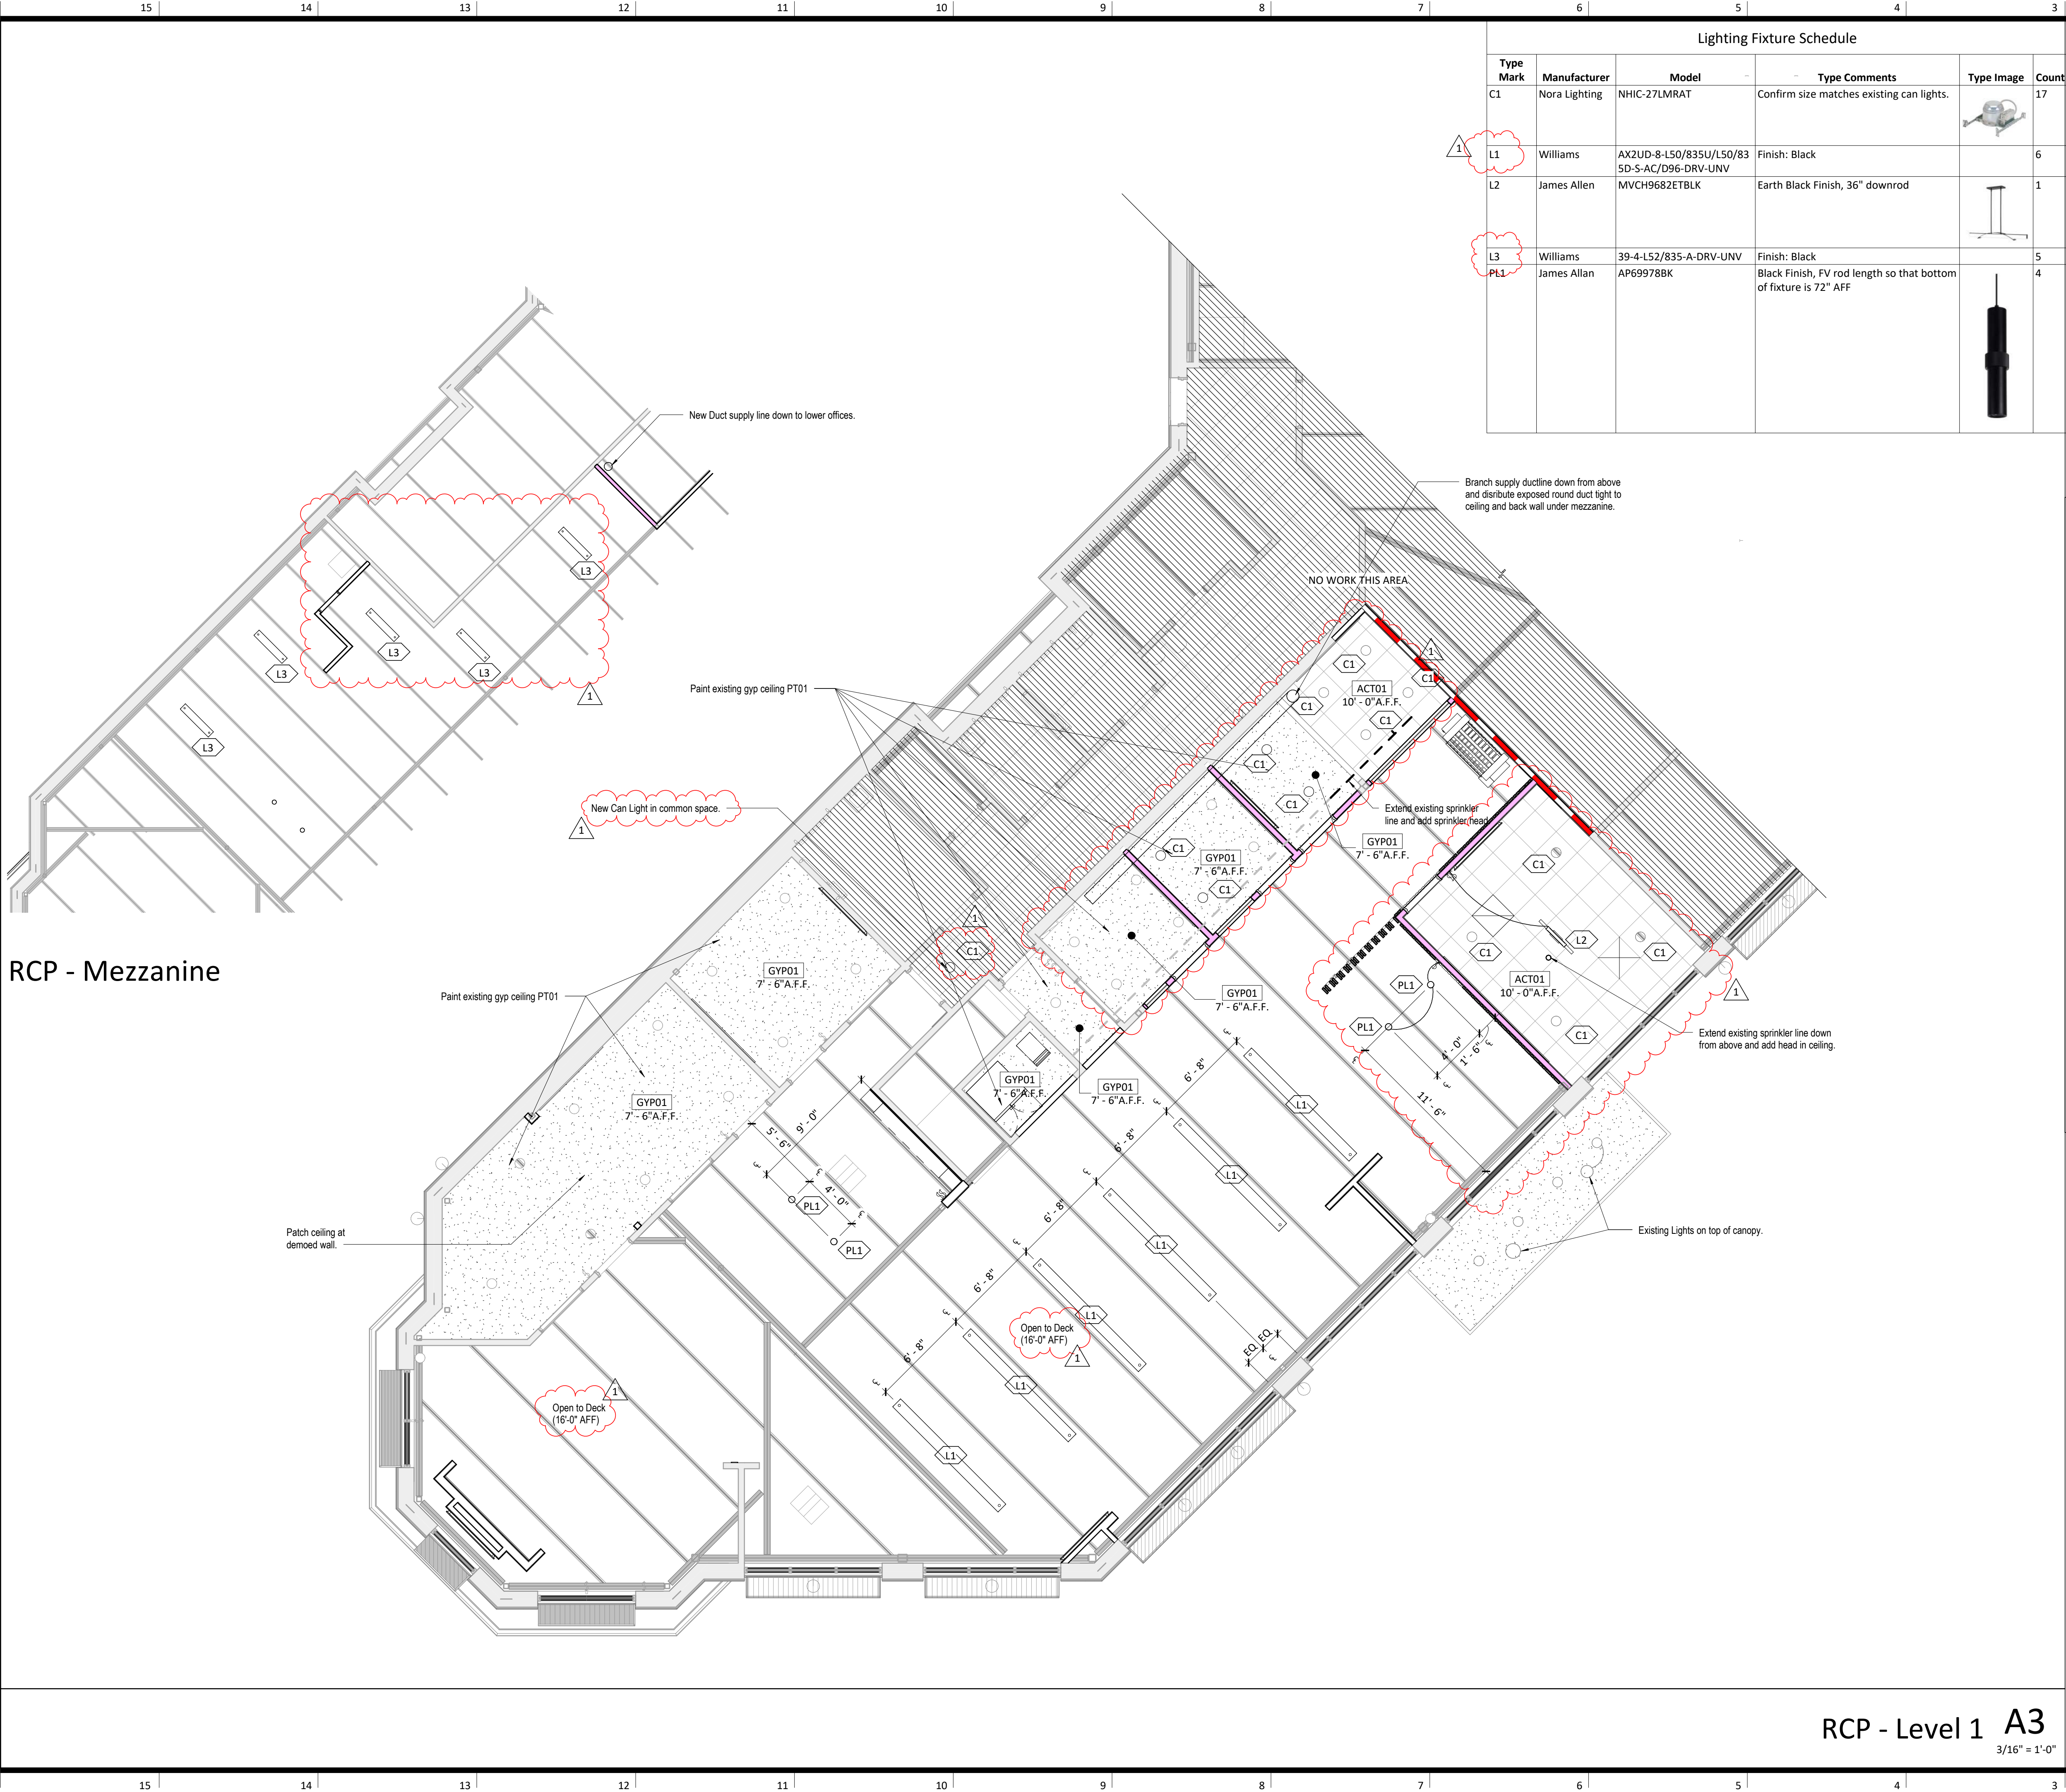 15 14 13 12 11 10 9 8 7 6 5 4 3
Lighting Fixture Schedule
Type Mark Manufacturer Model Type Comments Type Image Count
C1 Nora Lighting NHIC-27LMRAT Confirm size matches existing can lights. 17
1
L1 Williams AX2UD-8-L50/835U/L50/83 Finish: Black 6
5D-S-AC/D96-DRV-UNV
L2 James Allen MVCH9682ETBLK Earth Black Finish, 36" downrod 1
L3 Williams 39-4-L52/835-A-DRV-UNV Finish: Black 5
PL1 James Allan AP69978BK Black Finish, FV rod length so that bottom 4
of fixture is 72" AFF
New Duct supply line down to lower offices.
Branch supply ductline down from above
and disribute exposed round duct tight to
ceiling and back wall under mezzanine.
L3
NO WORK THIS AREA
L3
L3
L3
L3
1
RCP - Mezzanine
1
C1
C1
ACT01
10' - 0"A.F.F.
C1
C1
Paint existing gyp ceiling PT01
C1
C1
New Can Light in common space.
1
Extend existing sprinkler
line and add sprinkler head
GYP01
7' - 6"A.F.F.
C1
GYP01
7' - 6"A.F.F.
C1
C1
1
C1
L2
C1
C1
ACT01
10' - 0"A.F.F.
C1
1
GYP01
7' - 6"A.F.F.
Paint existing gyp ceiling PT01
GYP01
7' - 6"A.F.F.
PL1
PL1
Extend existing sprinkler line down
from above and add head in ceiling.
4' - 0"
1' - 6"
11' - 6"
GYP01
7' - 6"A.F.F.
GYP01
7' - 6"A.F.F.
GYP01
7' - 6"A.F.F.
9' - 0"
5' - 6"
4' - 0"
PL1
PL1
6' - 8"
6' - 8"
6' - 8"
6' - 8"
6' - 8"
L1
L1
L1
L1
L1
L1
Patch ceiling at
demoed wall.
Existing Lights on top of canopy.
Open to Deck
(16'-0" AFF)
1
EQ EQ
1
Open to Deck
(16'-0" AFF)
RCP - Level 1 A3
3/16" = 1'-0"
15 14 13 12 11 10 9 8 7 6 5 4 3